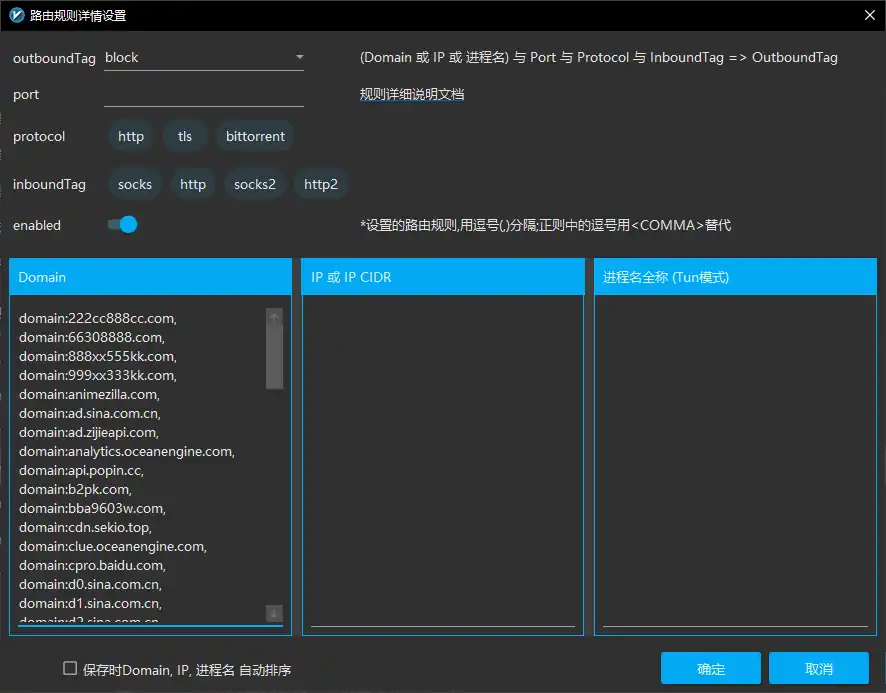 路由规则详情设置
outboundTag block (Domain 或 IP 或 进程名) 与 Port 与 Protocol 与 InboundTag => OutboundTag
port 规则详细说明文档
protocol http tls bittorrent
inboundTag socks http socks2 http2
enabled *设置的路由规则,用逗号(,)分隔;正则中的逗号用<COMMA>替代
Domain IP 或 IP CIDR 进程名全称 (Tun模式)
domain:222cc888cc.com,
domain:66308888.com,
domain:888xx555kk.com,
domain:999xx333kk.com,
domain:animezilla.com,
domain:ad.sina.com.cn,
domain:ad.zijieapi.com,
domain:analytics.oceanengine.com,
domain:api.popin.cc,
domain:b2pk.com,
domain:bba9603w.com,
domain:cdn.sekio.top,
domain:clue.oceanengine.com,
domain:cpro.baidu.com,
domain:d0.sina.com.cn,
domain:d1.sina.com.cn,
domain:d2.sina.com.cn
保存时Domain, IP, 进程名 自动排序 确定 取消